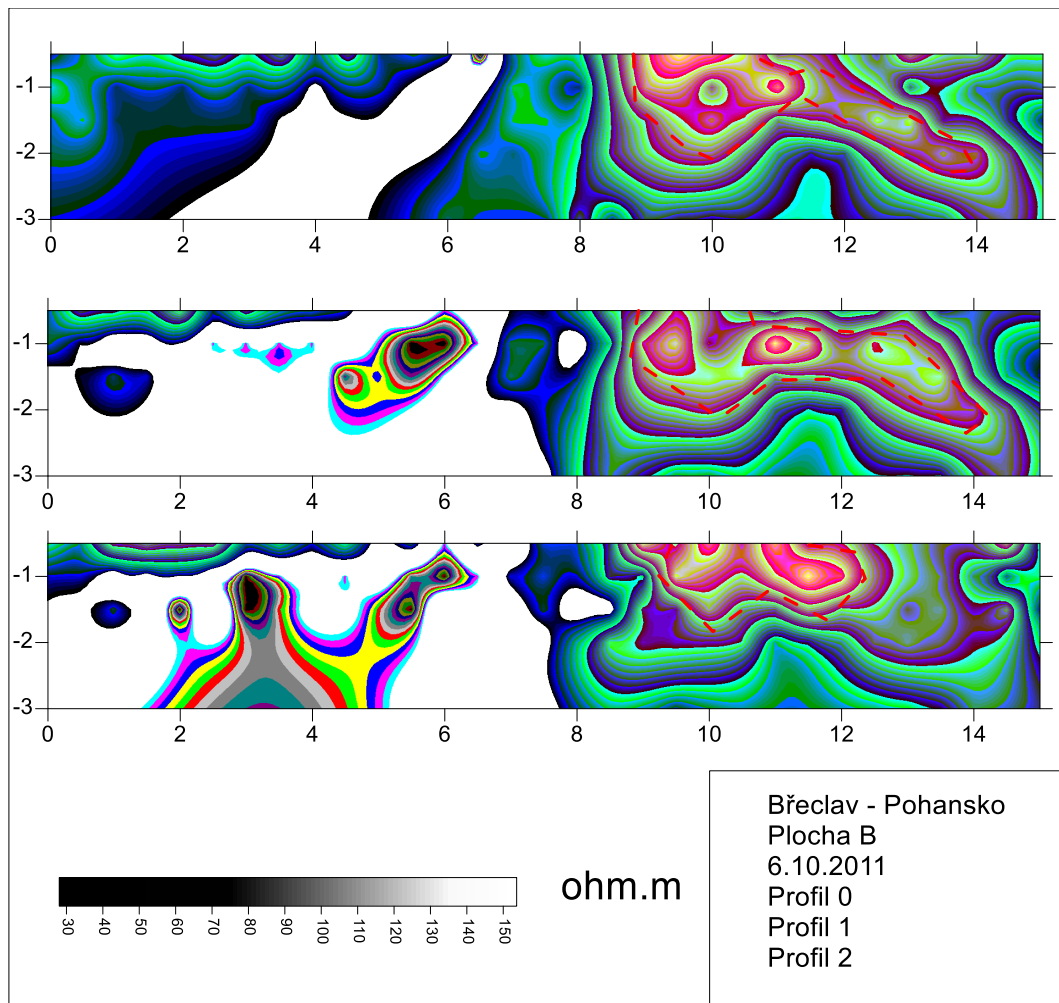 -1
-2
-3
0 2 4 6 8 10 12 14
-1
-2
-3
0 2 4 6 8 10 12 14
-1
-2
-3
0 2 4 6 8 10 12 14
30 40 50 60 70 80 90 100 110 120 130 140 150
ohm.m
Břeclav - Pohansko
Plocha B
6.10.2011
Profil 0
Profil 1
Profil 2